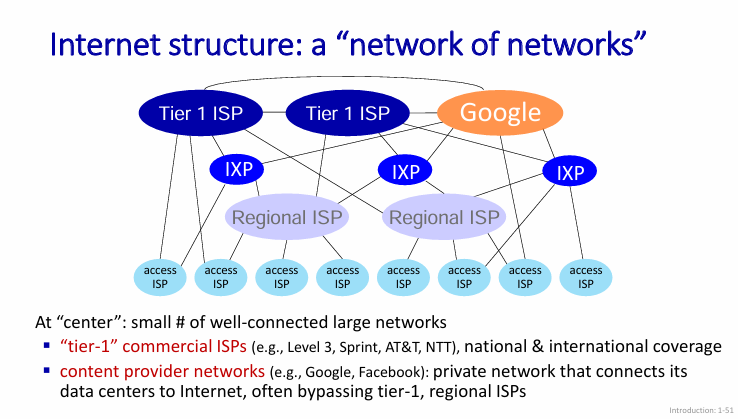 Internet structure: a “network of networks”
Tier 1 ISP
Tier 1 ISP
Google
IXP
IXP
IXP
Regional ISP
Regional ISP
access
ISP
access
ISP
access
ISP
access
ISP
access
ISP
access
ISP
access
ISP
access
ISP
At “center”: small # of well-connected large networks
▪ “tier-1” commercial ISPs (e.g., Level 3, Sprint, AT&T, NTT), national & international coverage
▪ content provider networks (e.g., Google, Facebook): private network that connects its
data centers to Internet, often bypassing tier-1, regional ISPs
Introduction: 1-51